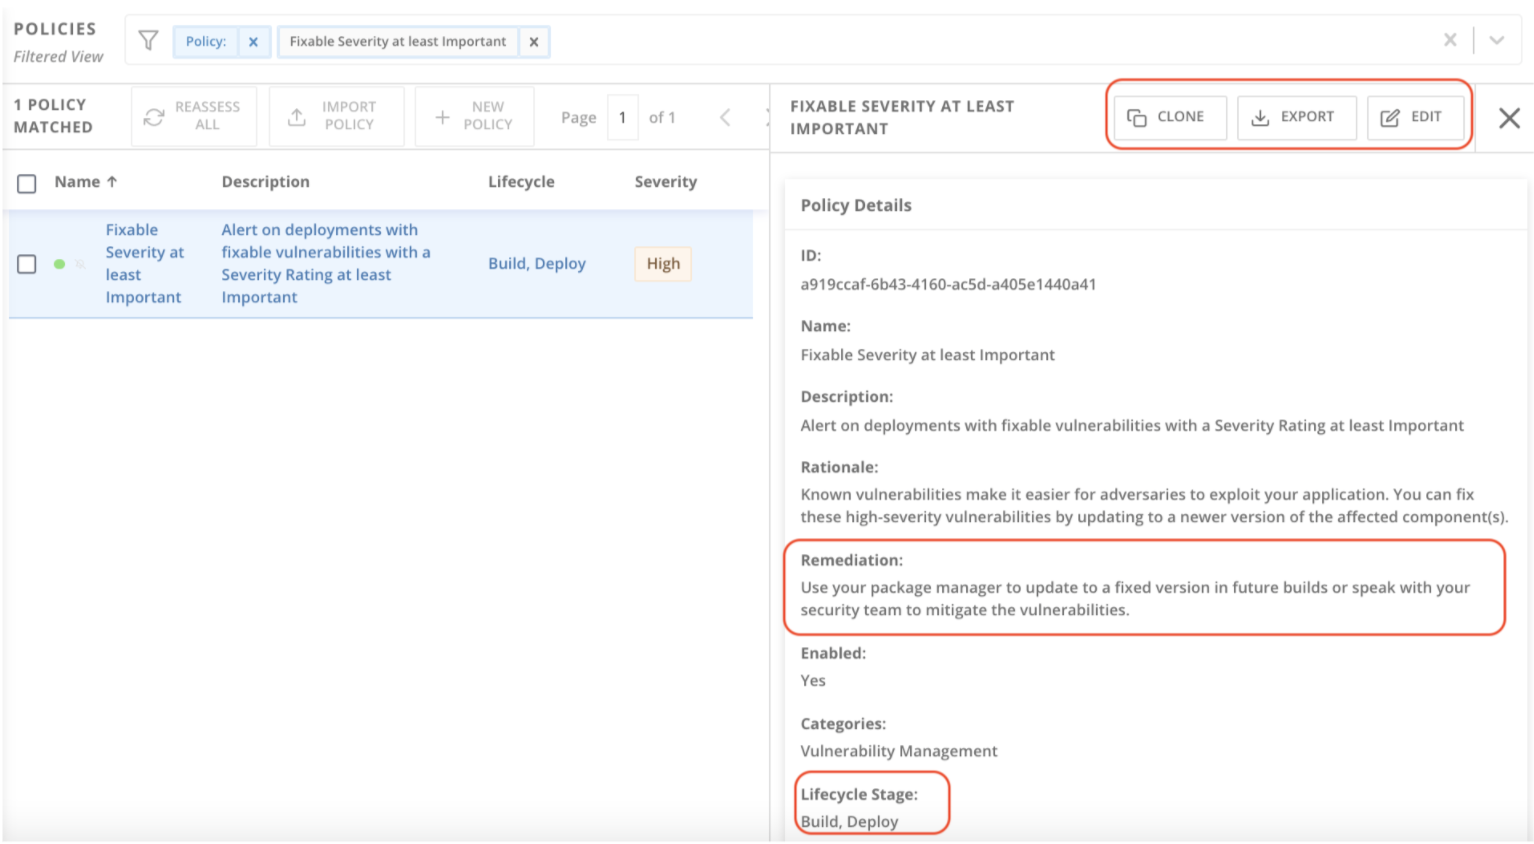 POLICIES
Filtered View
Policy: x
Fixable Severity at least Important x
1 POLICY
MATCHED
REASSESS
ALL
IMPORT
POLICY
NEW
POLICY
Page 1 of 1
Name ↑ Description Lifecycle Severity
Fixable
Severity at
least
Important
Alert on deployments with
fixable vulnerabilities with a
Severity Rating at least
Important
Build, Deploy
High
FIXABLE SEVERITY AT LEAST
IMPORTANT
CLONE
EXPORT
EDIT
Policy Details
ID:
a919ccaf-6b43-4160-ac5d-a405e1440a41
Name:
Fixable Severity at least Important
Description:
Alert on deployments with fixable vulnerabilities with a Severity Rating at least Important
Rationale:
Known vulnerabilities make it easier for adversaries to exploit your application. You can fix
these high-severity vulnerabilities by updating to a newer version of the affected component(s).
Remediation:
Use your package manager to update to a fixed version in future builds or speak with your
security team to mitigate the vulnerabilities.
Enabled:
Yes
Categories:
Vulnerability Management
Lifecycle Stage:
Build, Deploy